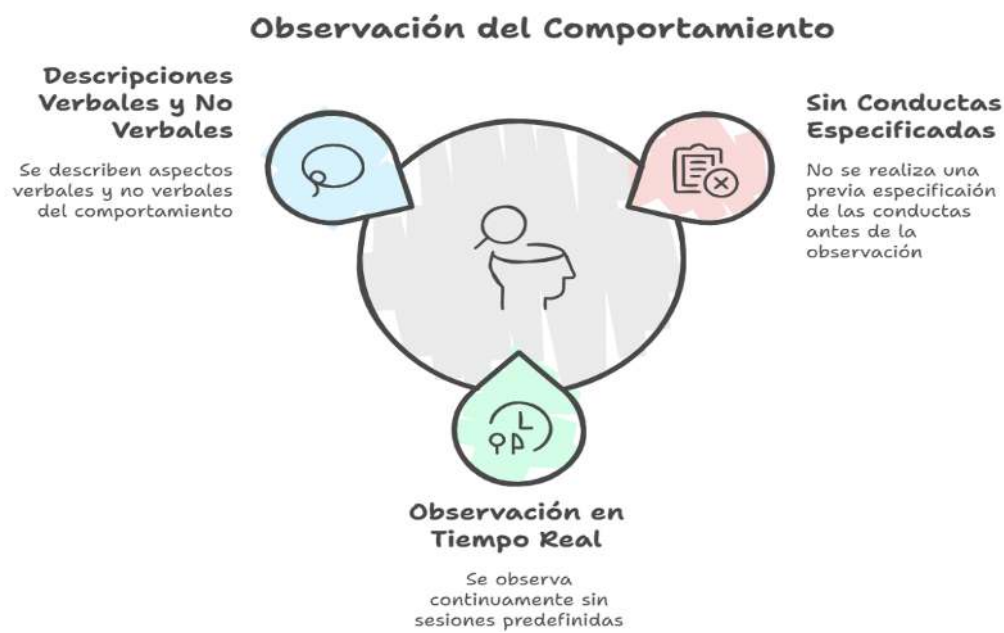 Observación del Comportamiento
Descripciones
Verbales y No
Verbales
Se describen aspectos
verbales y no verbales
del comportamiento
Sin Conductas
Especificadas
No se realiza una
previa especificaión
de las conductas
antes de la
observación
Observación en
Tiempo Real
Se observa
continuamente sin
sesiones predefinidas